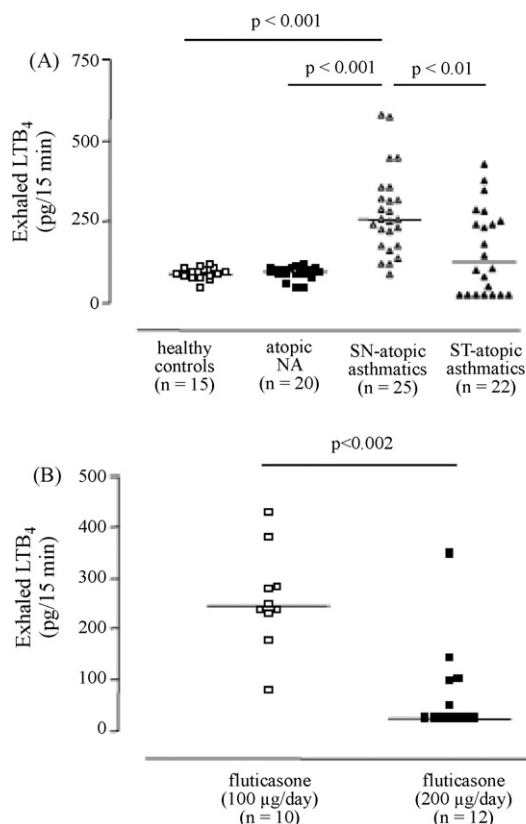 p < 0.001
(A)
p < 0.001 p < 0.01
Exhaled LTB4
(pg/15 min)
750
500
250
0
healthy
controls
(n = 15)
atopic
NA
(n = 20)
SN-atopic
asthmatics
(n = 25)
ST-atopic
asthmatics
(n = 22)
p<0.002
(B)
Exhaled LTB4
(pg/15 min)
500
400
300
200
100
0
fluticasone
(100 µg/day)
(n = 10)
fluticasone
(200 µg/day)
(n = 12)